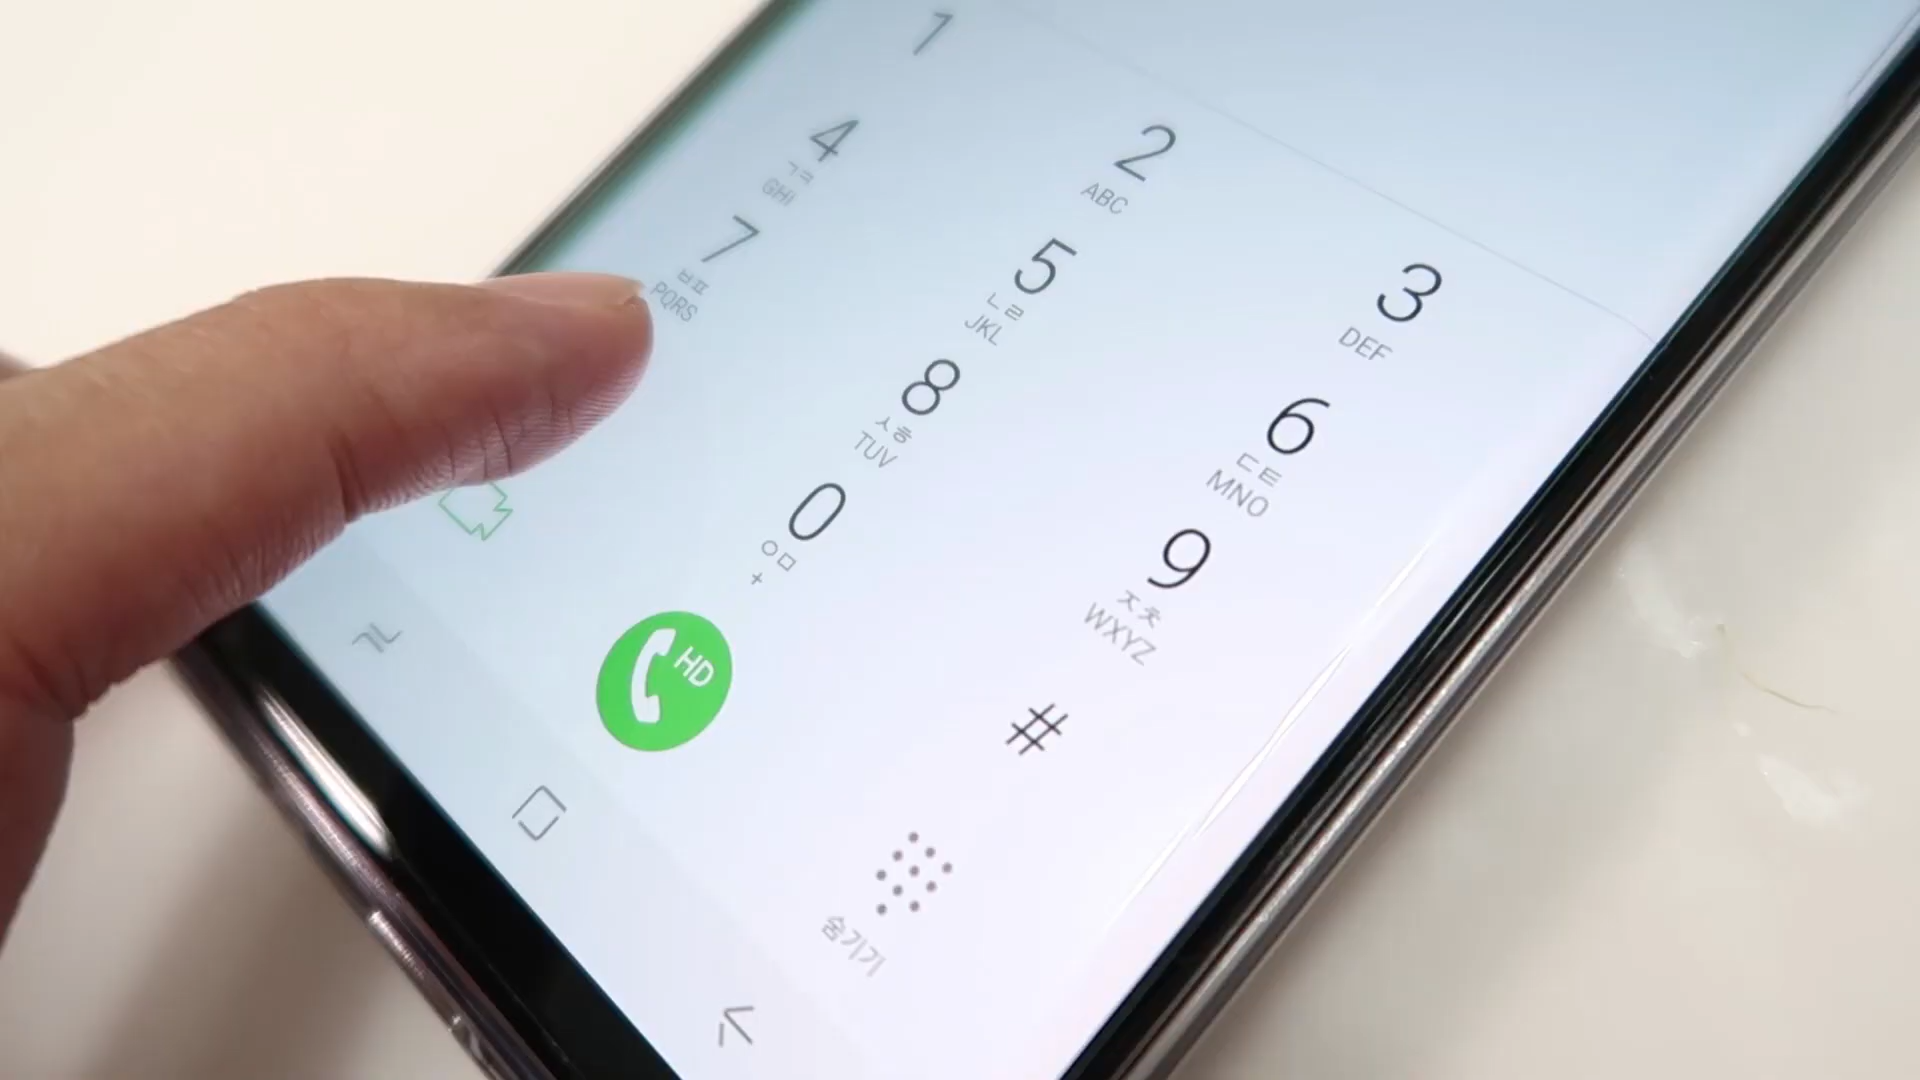 1
2
ABC
3
DEF
4
ㄱㅋ
GHI
5
ㄴㄹ
JKL
6
ㄷㅌ
MNO
7
ㅂㅍ
PQRS
8
ㅅㅎ
TUV
9
ㅈㅊ
WXYZ
0
ㅇㅁ
+
#
HD
숨기기